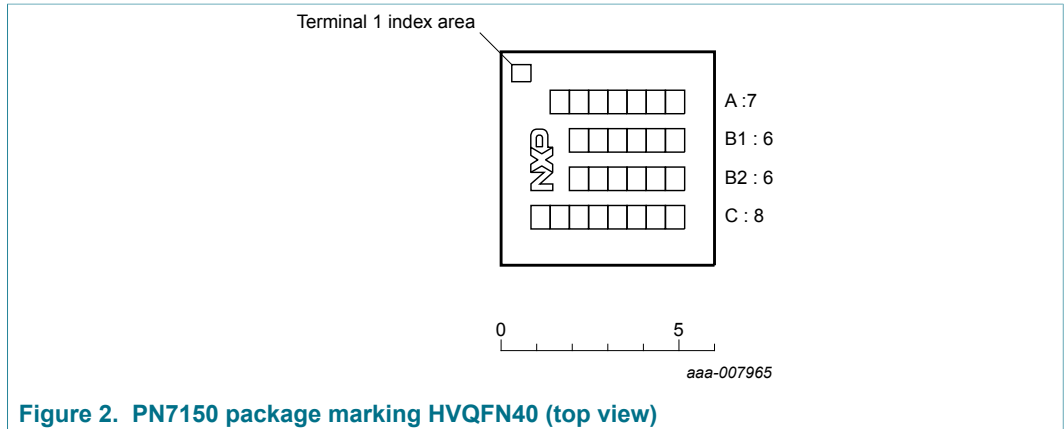 Terminal 1 index area
A :7
B1 : 6
NXP
B2 : 6
C : 8
0 5
aaa-007965
Figure 2. PN7150 package marking HVQFN40 (top view)